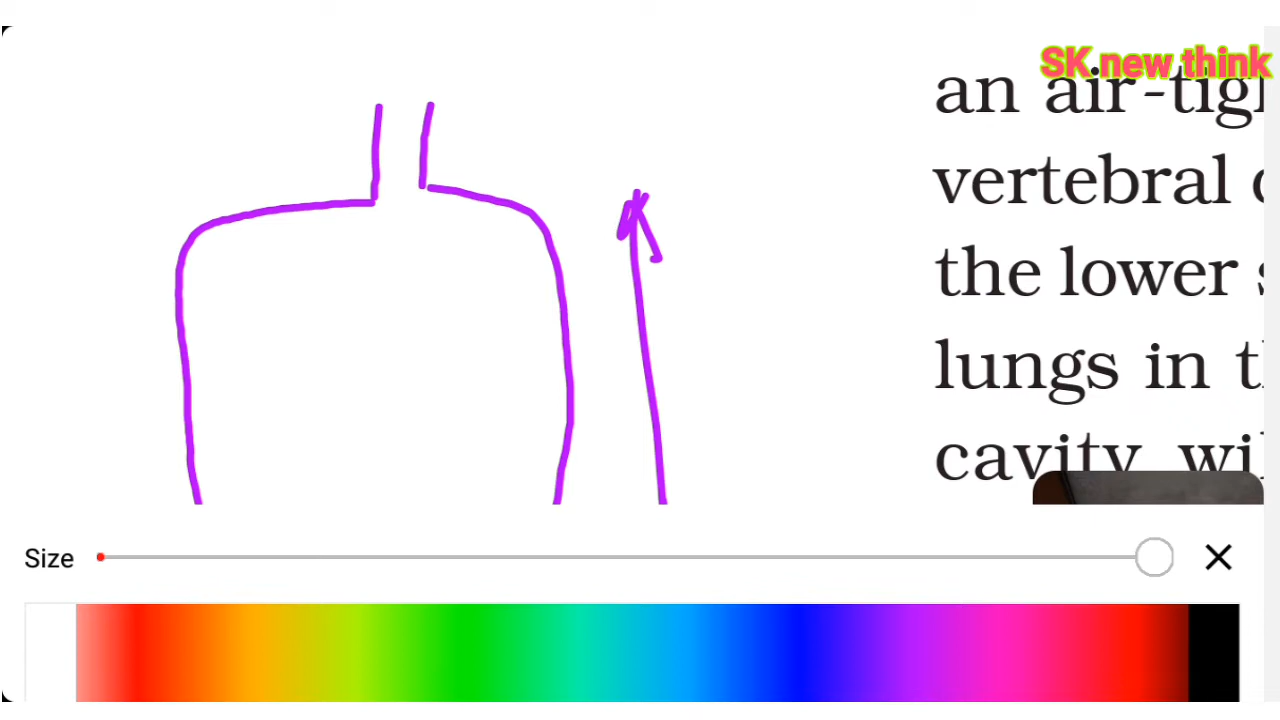 SK new think
an air-tig
vertebral
the lower
lungs in
cavity wi
Size